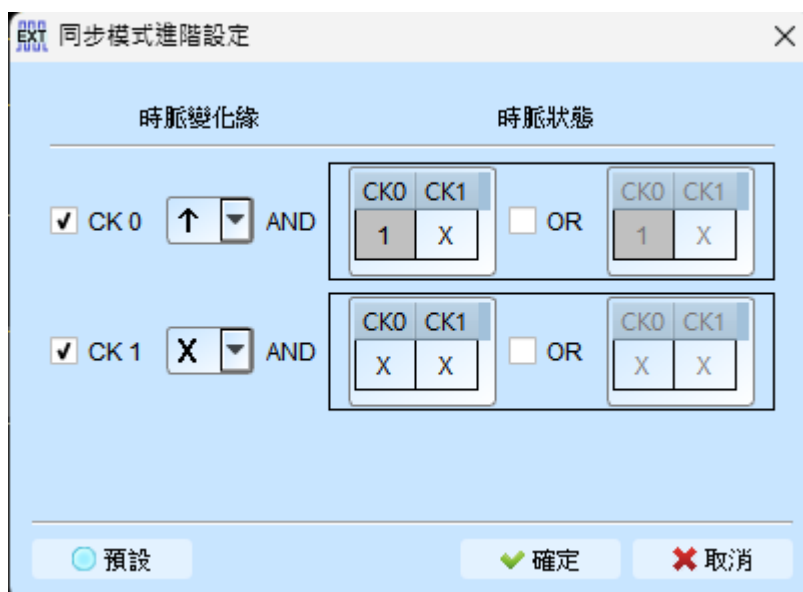 EXT 同步模式進階設定
時脈變化緣 時脈狀態
CK0 CK1 CK0 CK1
CK 0 ↑ AND 1 X OR 1 X
CK0 CK1 CK0 CK1
CK 1 X AND X X OR X X
預設 確定 取消